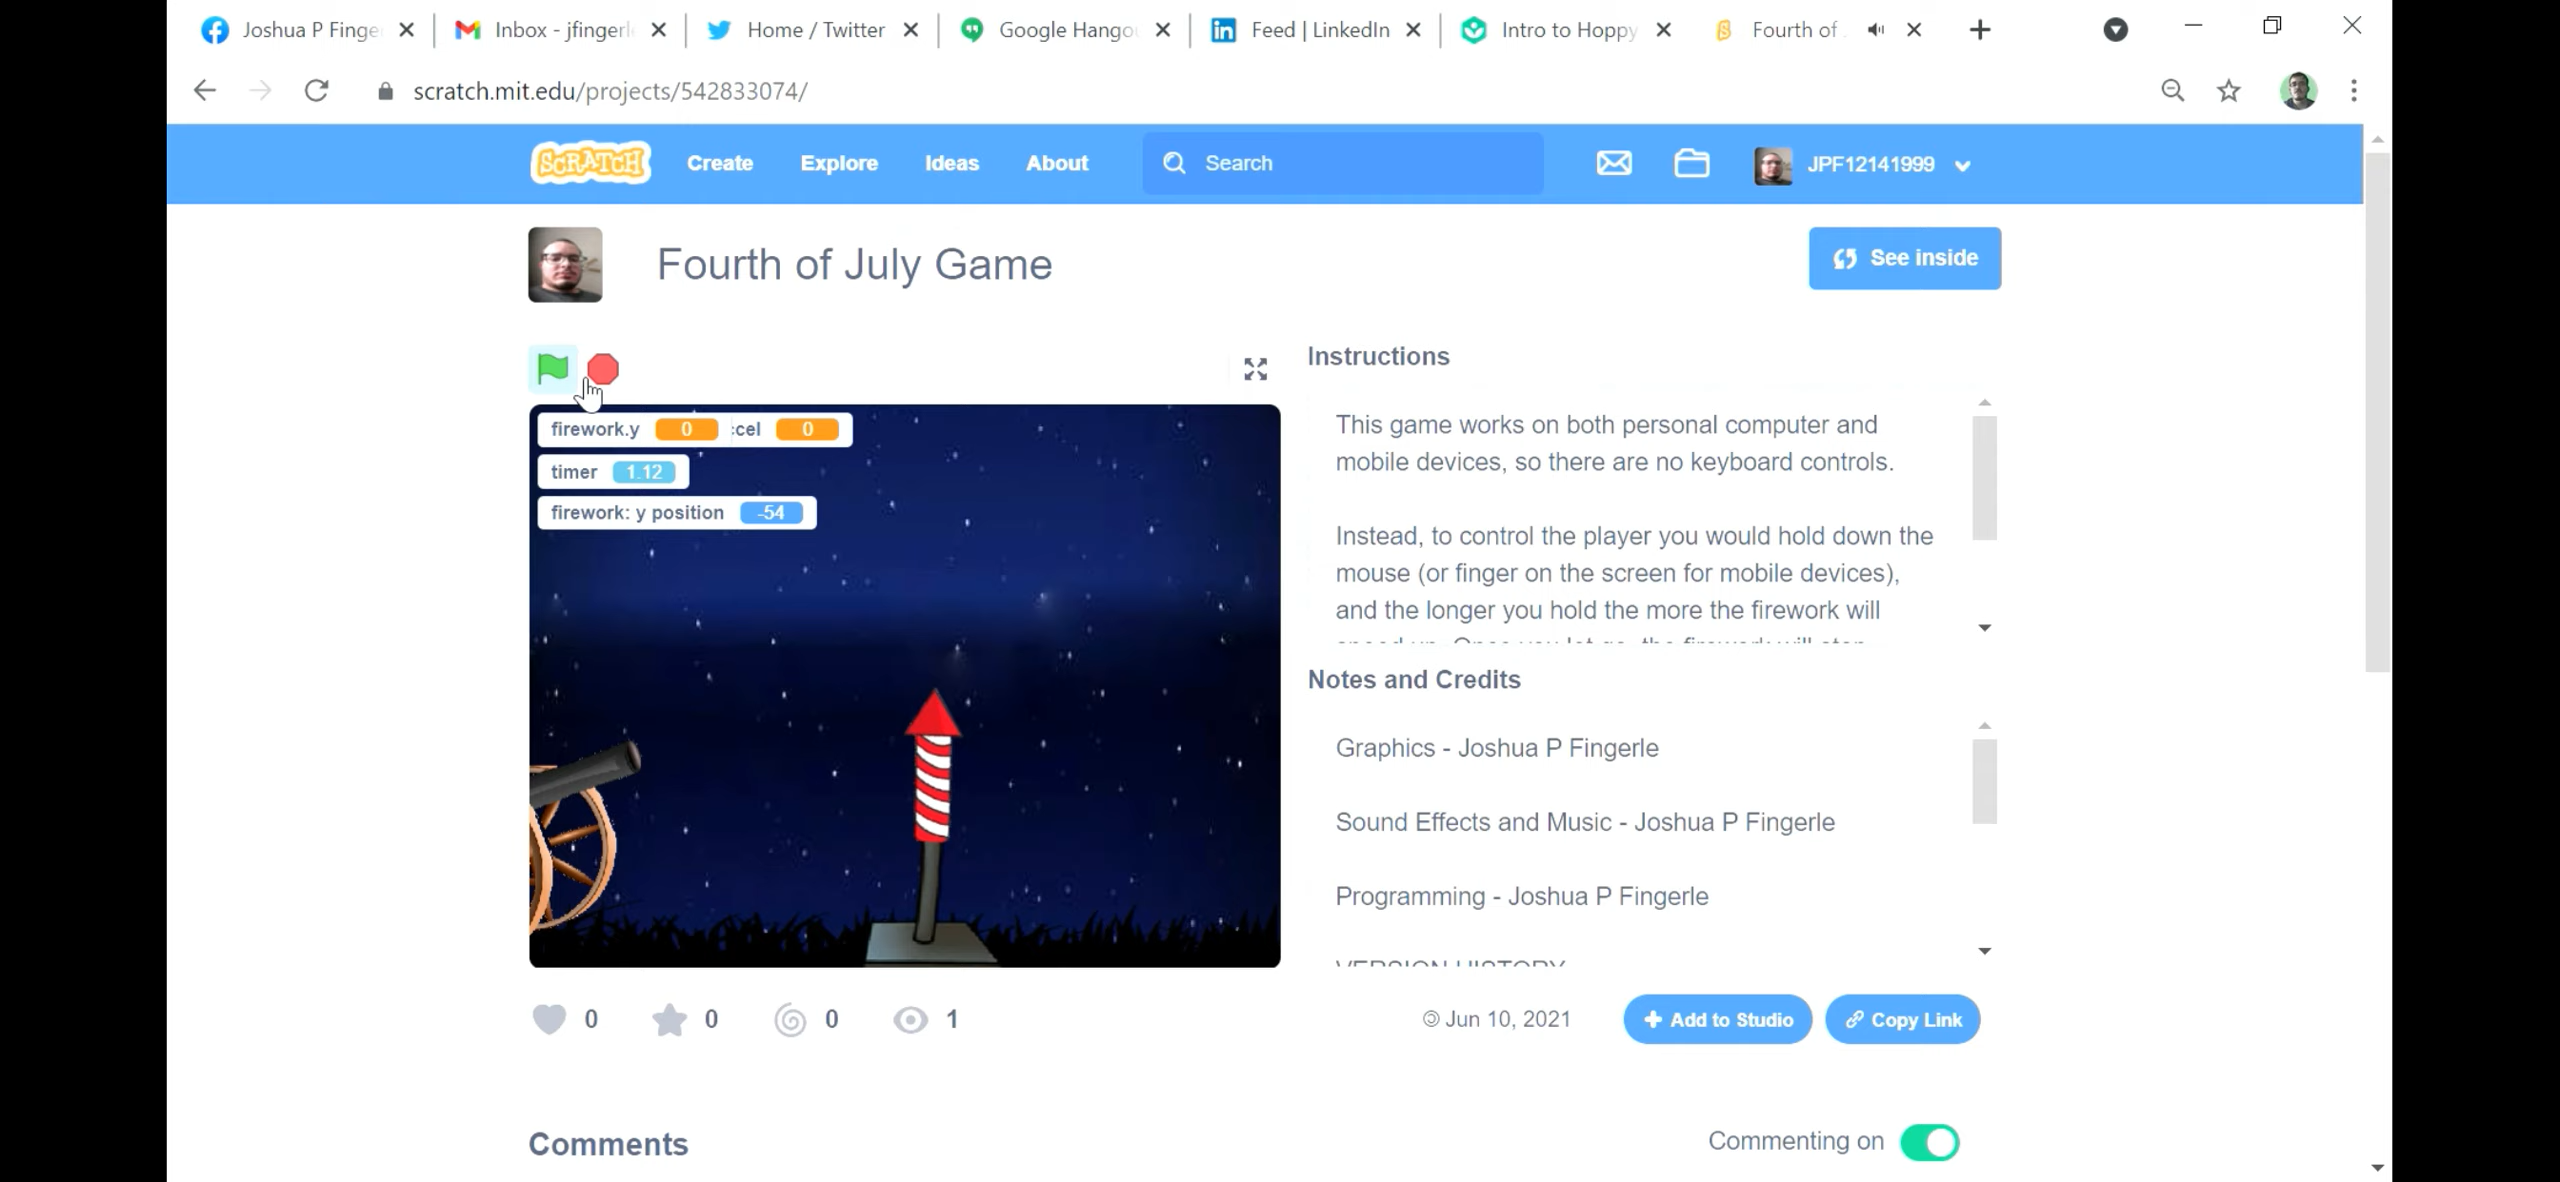 Joshua P Finge
Inbox - jfingerl
Home / Twitter
Google Hango
Feed | LinkedIn
Intro to Hoppy
Fourth of
scratch.mit.edu/projects/542833074/
SCRATCH Create Explore Ideas About Search JPF12141999
Fourth of July Game
See inside
Instructions
firework.y 0 :cel 0
timer 1.12
firework: y position -54
This game works on both personal computer and
mobile devices, so there are no keyboard controls.
Instead, to control the player you would hold down the
mouse (or finger on the screen for mobile devices),
and the longer you hold the more the firework will
Notes and Credits
Graphics - Joshua P Fingerle
Sound Effects and Music - Joshua P Fingerle
Programming - Joshua P Fingerle
VERSION HISTORY
0 0 0 1
Jun 10, 2021
Add to Studio
Copy Link
Comments
Commenting on